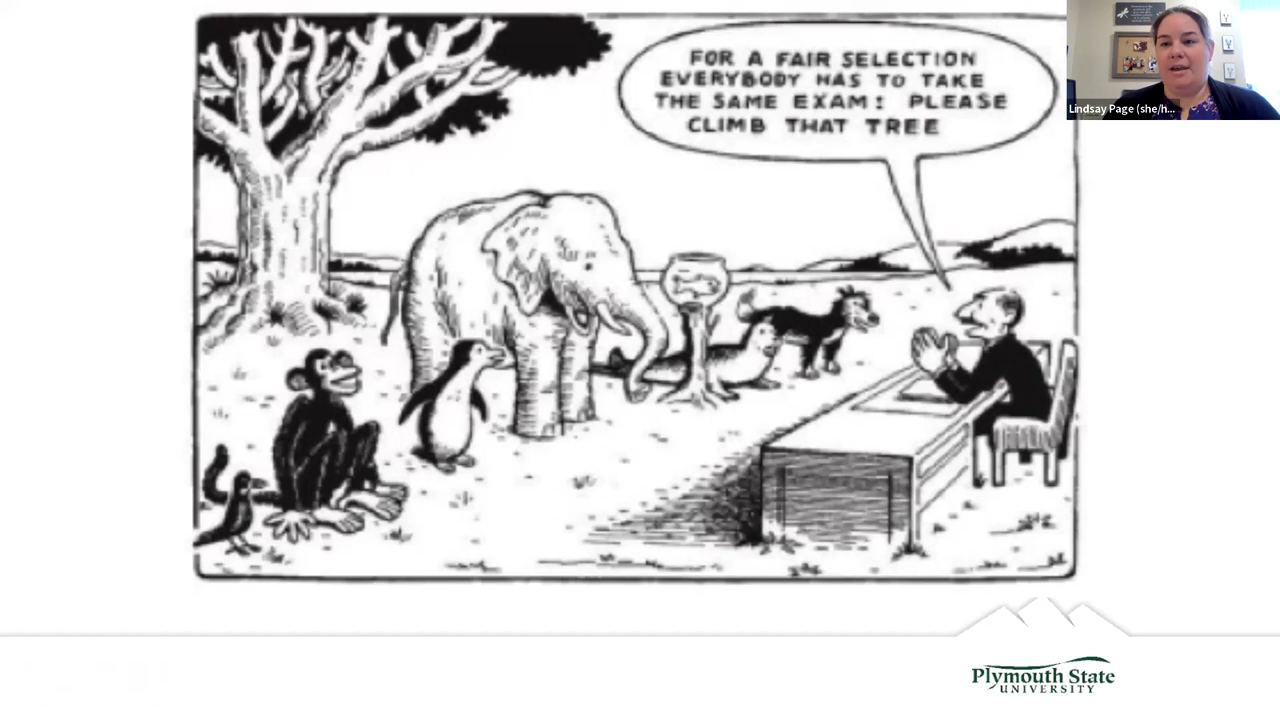 FOR A FAIR SELECTION
EVERYBODY HAS TO TAKE
THE SAME EXAM: PLEASE
CLIMB THAT TREE
Lindsay Page (she/h...
Plymouth State
UNIVERSITY